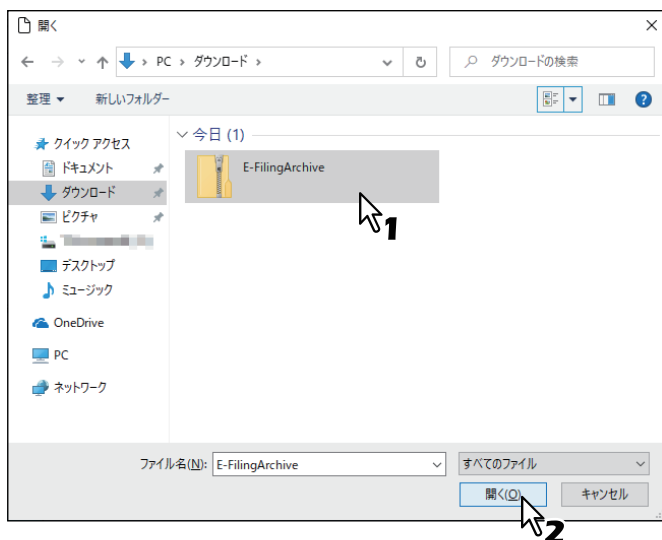 開く
PC › ダウンロード ›
ダウンロードの検索
整理 新しいフォルダー
クイック アクセス
ドキュメント
ダウンロード
ピクチャ
デスクトップ
ミュージック
OneDrive
PC
ネットワーク
今日 (1)
E-FilingArchive
1
ファイル名(N): E-FilingArchive
すべてのファイル
開く(O) キャンセル
2